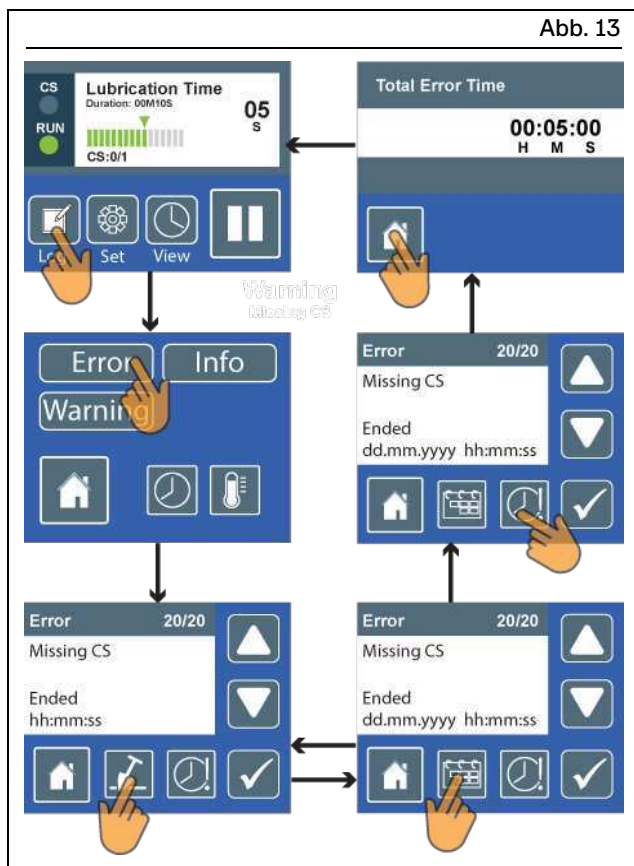 Abb. 13
CS
RUN
Lubrication Time
Duration: 00M10S
05
S
CS:0/1
Log
Set
View
Total Error Time
00:05:00
H M S
Warning
Missing CS
Error
Info
Warning
Error 20/20
Missing CS
Ended
dd.mm.yyyy hh:mm:ss
Error 20/20
Missing CS
Ended
hh:mm:ss
Error 20/20
Missing CS
Ended
dd.mm.yyyy hh:mm:ss